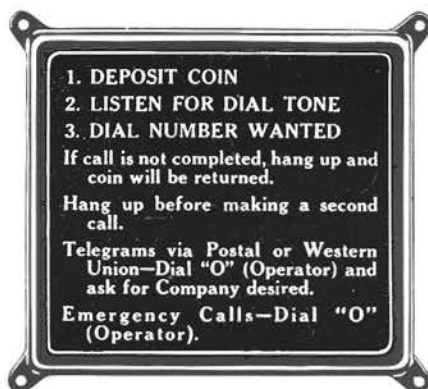 1. DEPOSIT COIN
2. LISTEN FOR DIAL TONE
3. DIAL NUMBER WANTED
If call is not completed, hang up and
coin will be returned.
Hang up before making a second
call.
Telegrams via Postal or Western
Union—Dial "O" (Operator) and
ask for Company desired.
Emergency Calls—Dial "O"
(Operator).